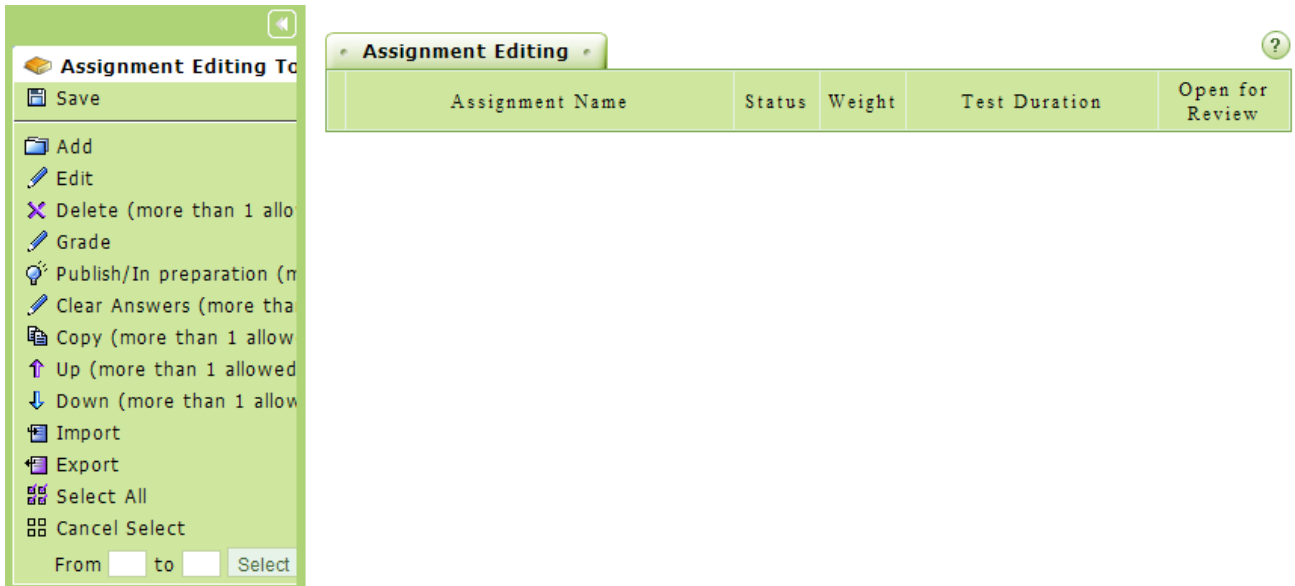 Assignment Editing To
Save
Add
Edit
Delete (more than 1 allo
Grade
Publish/In preparation (m
Clear Answers (more tha
Copy (more than 1 allow
Up (more than 1 allowed
Down (more than 1 allow
Import
Export
Select All
Cancel Select
From to Select
Assignment Editing
?
Assignment Name Status Weight Test Duration Open for
Review